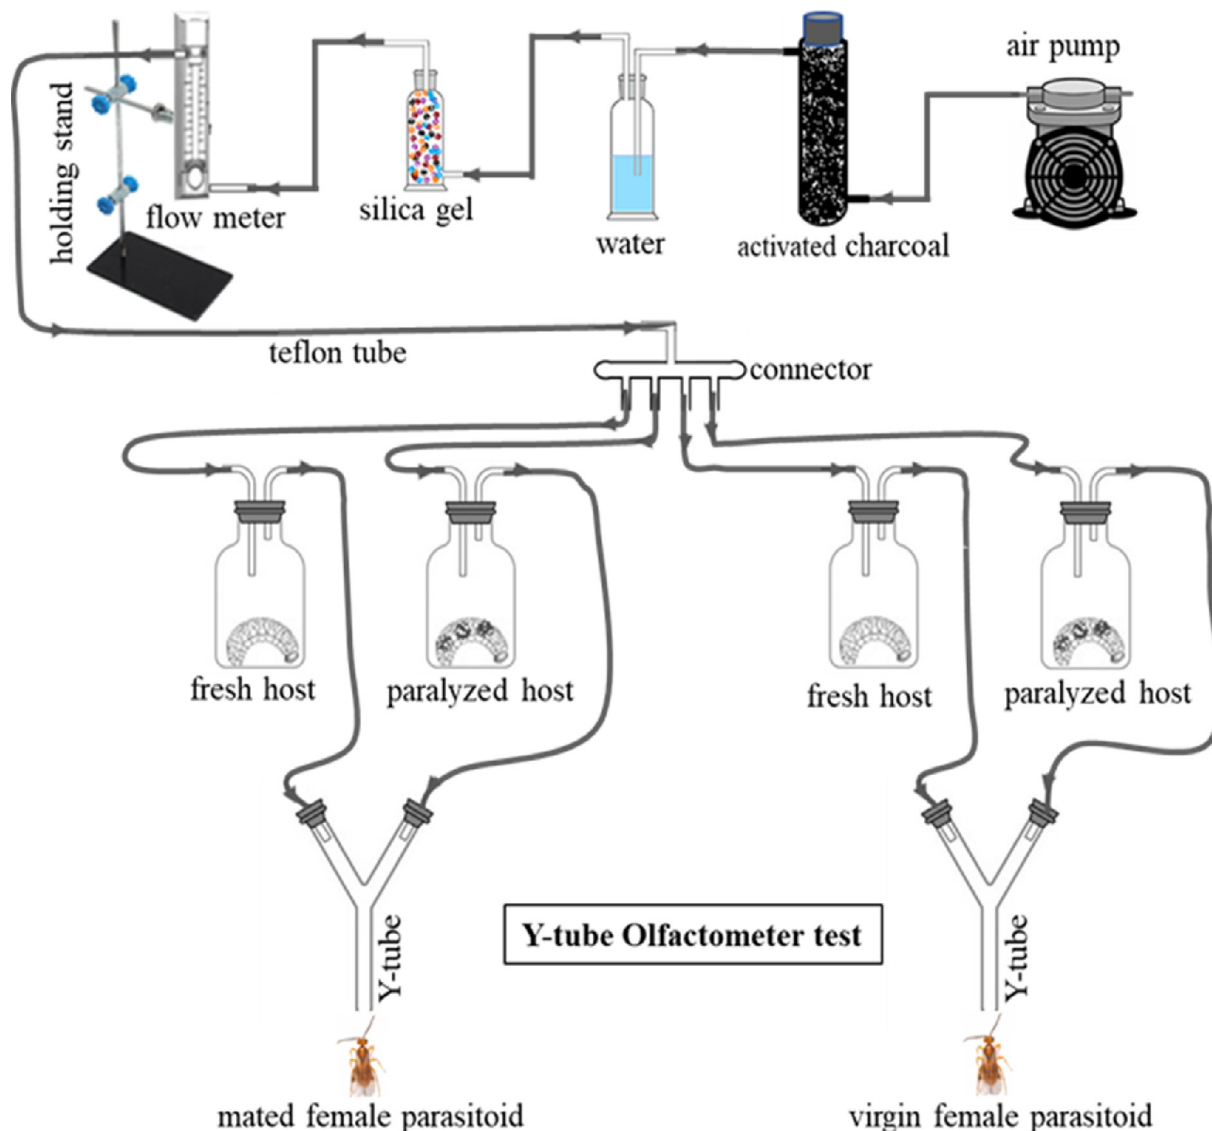 air pump
holding stand
flow meter
silica gel
water
activated charcoal
teflon tube
connector
fresh host
paralyzed host
fresh host
paralyzed host
Y-tube
Y-tube Olfactometer test
Y-tube
mated female parasitoid
virgin female parasitoid